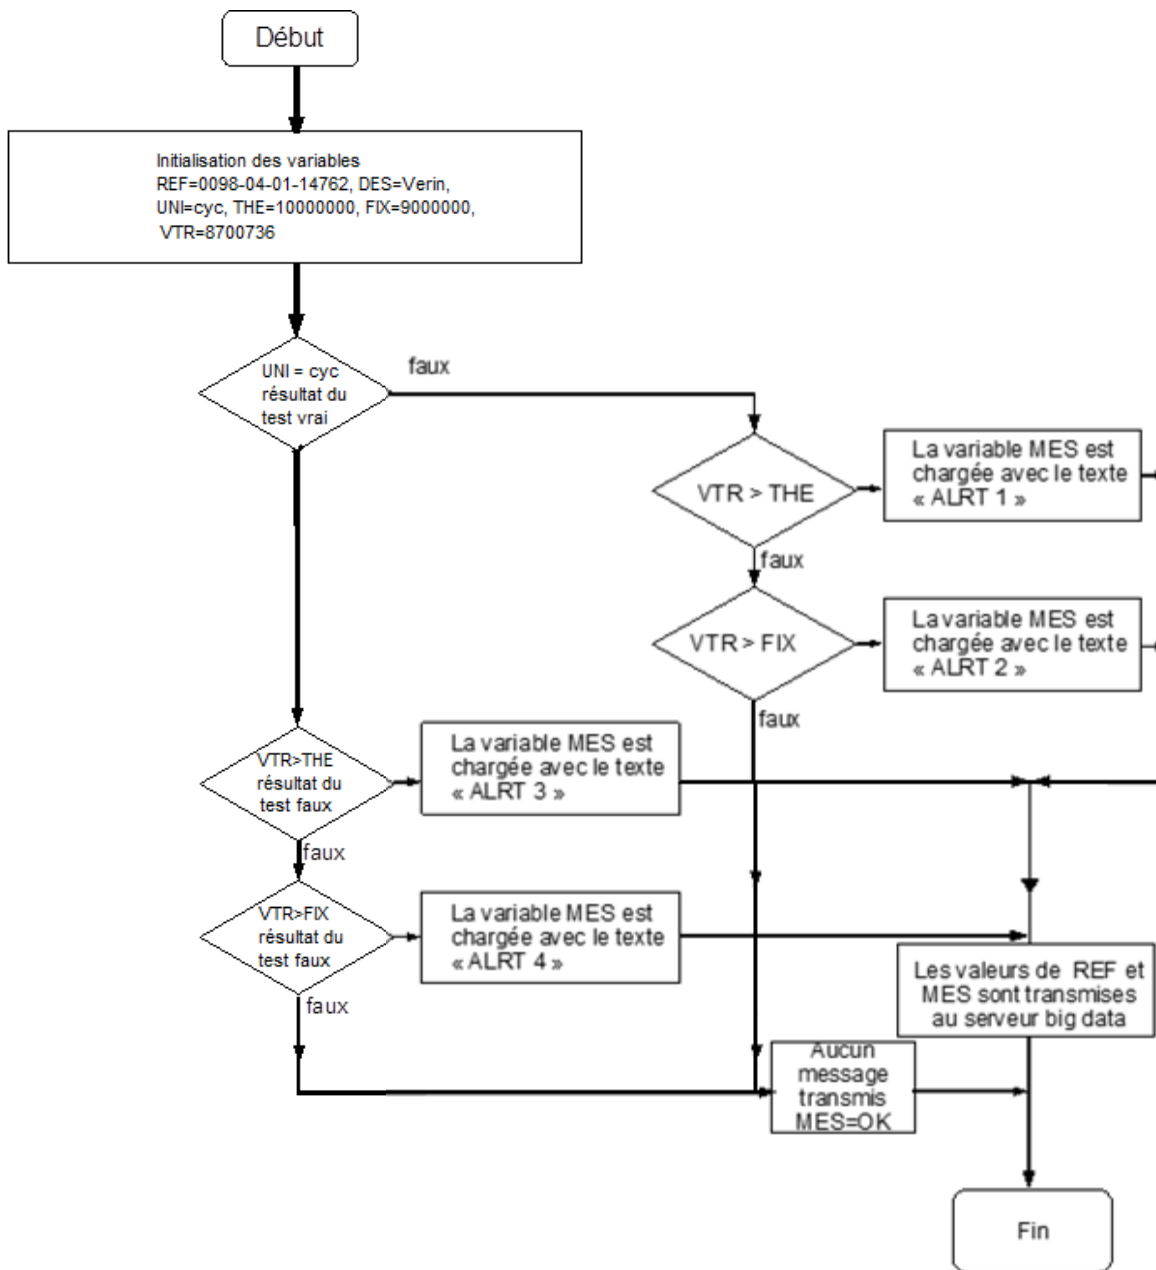 Début
Initialisation des variables
REF=0098-04-01-14762, DES=Verin,
UNI=cyc, THE=10000000, FIX=9000000,
VTR=8700736
UNI = cyc
résultat du
test vrai
faux
VTR > THE
La variable MES est
chargée avec le texte
« ALRT 1 »
faux
VTR > FIX
La variable MES est
chargée avec le texte
« ALRT 2 »
faux
VTR>THE
résultat du
test faux
La variable MES est
chargée avec le texte
« ALRT 3 »
faux
VTR>FIX
résultat du
test faux
La variable MES est
chargée avec le texte
« ALRT 4 »
faux
Les valeurs de REF et
MES sont transmises
au serveur big data
Aucun
message
transmis
MES=OK
Fin